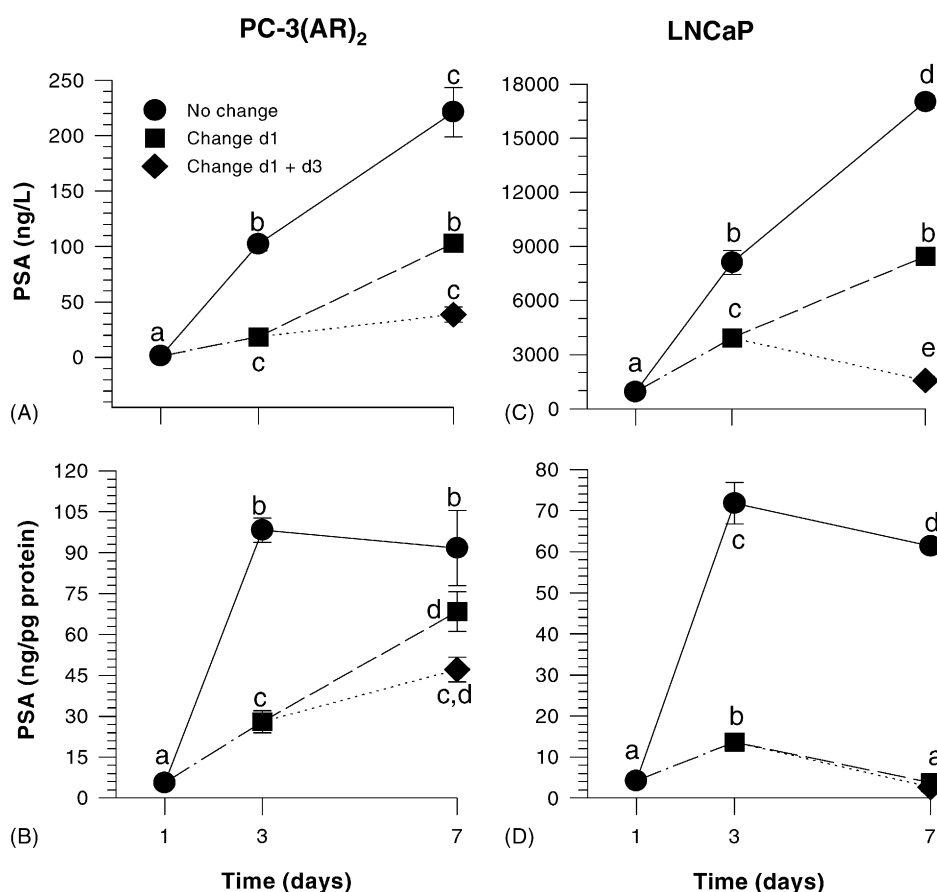 PC-3(AR)2
LNCaP
PSA (ng/L)
250
200
150
100
50
0
No change
Change d1
Change d1 + d3
a
b
c
c
b
c
(A)
18000
15000
12000
9000
6000
3000
0
a
b
c
d
b
e
(C)
PSA (ng/pg protein)
120
105
90
75
60
45
30
15
0
a
b
c
b
d
c,d
(B)
1
3
7
Time (days)
80
70
60
50
40
30
20
10
0
a
c
b
d
a
(D)
1
3
7
Time (days)